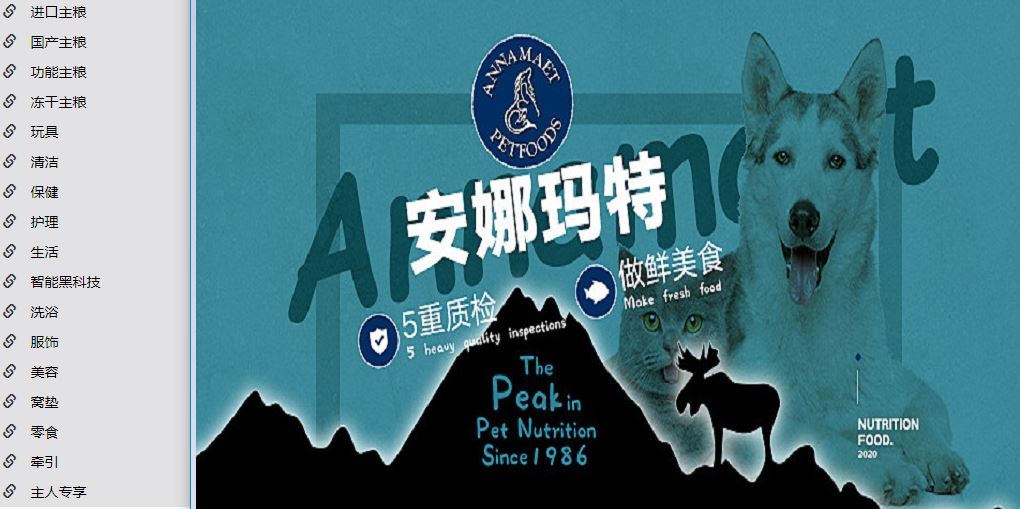 进口主粮
国产主粮
功能主粮
冻干主粮
玩具
清洁
保健
护理
生活
智能黑科技
洗浴
服饰
美容
窝垫
零食
牵引
主人专享
ANNAMAET
PETFOODS
Annamaet
安娜玛特
做鲜美食
Make fresh food
5重质检
5 heavy quality inspections
The
Peak in
Pet Nutrition
Since 1986
NUTRITION
FOOD.
2020